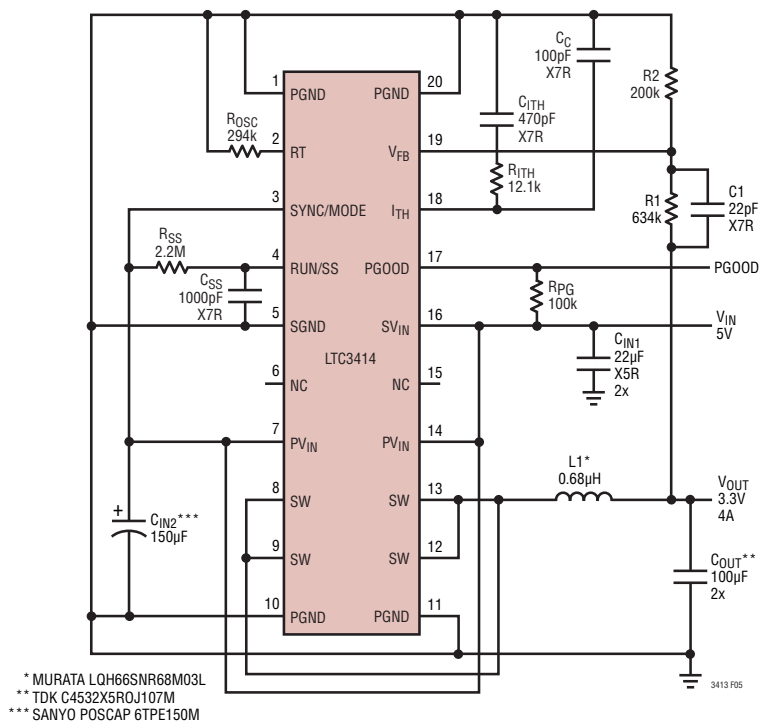 CC
100pF
X7R
R2
200k
1
PGND
PGND
20
ROSC
294k
CITH
470pF
X7R
2
RT
VFB
19
RITH
12.1k
R1
634k
C1
22pF
X7R
3
SYNC/MODE
ITH
18
RSS
2.2M
4
RUN/SS
PGOOD
17
PGOOD
CSS
1000pF
X7R
RPG
100k
5
SGND
SVIN
16
VIN
5V
LTC3414
CIN1
22µF
X5R
2x
6
NC
NC
15
7
PVIN
PVIN
14
L1*
0.68µH
8
SW
SW
13
VOUT
3.3V
4A
+
CIN2***
150µF
9
SW
SW
12
COUT**
100µF
2x
10
PGND
PGND
11
* MURATA LQH66SNR68M03L
** TDK C4532X5ROJ107M
*** SANYO POSCAP 6TPE150M
3413 F05